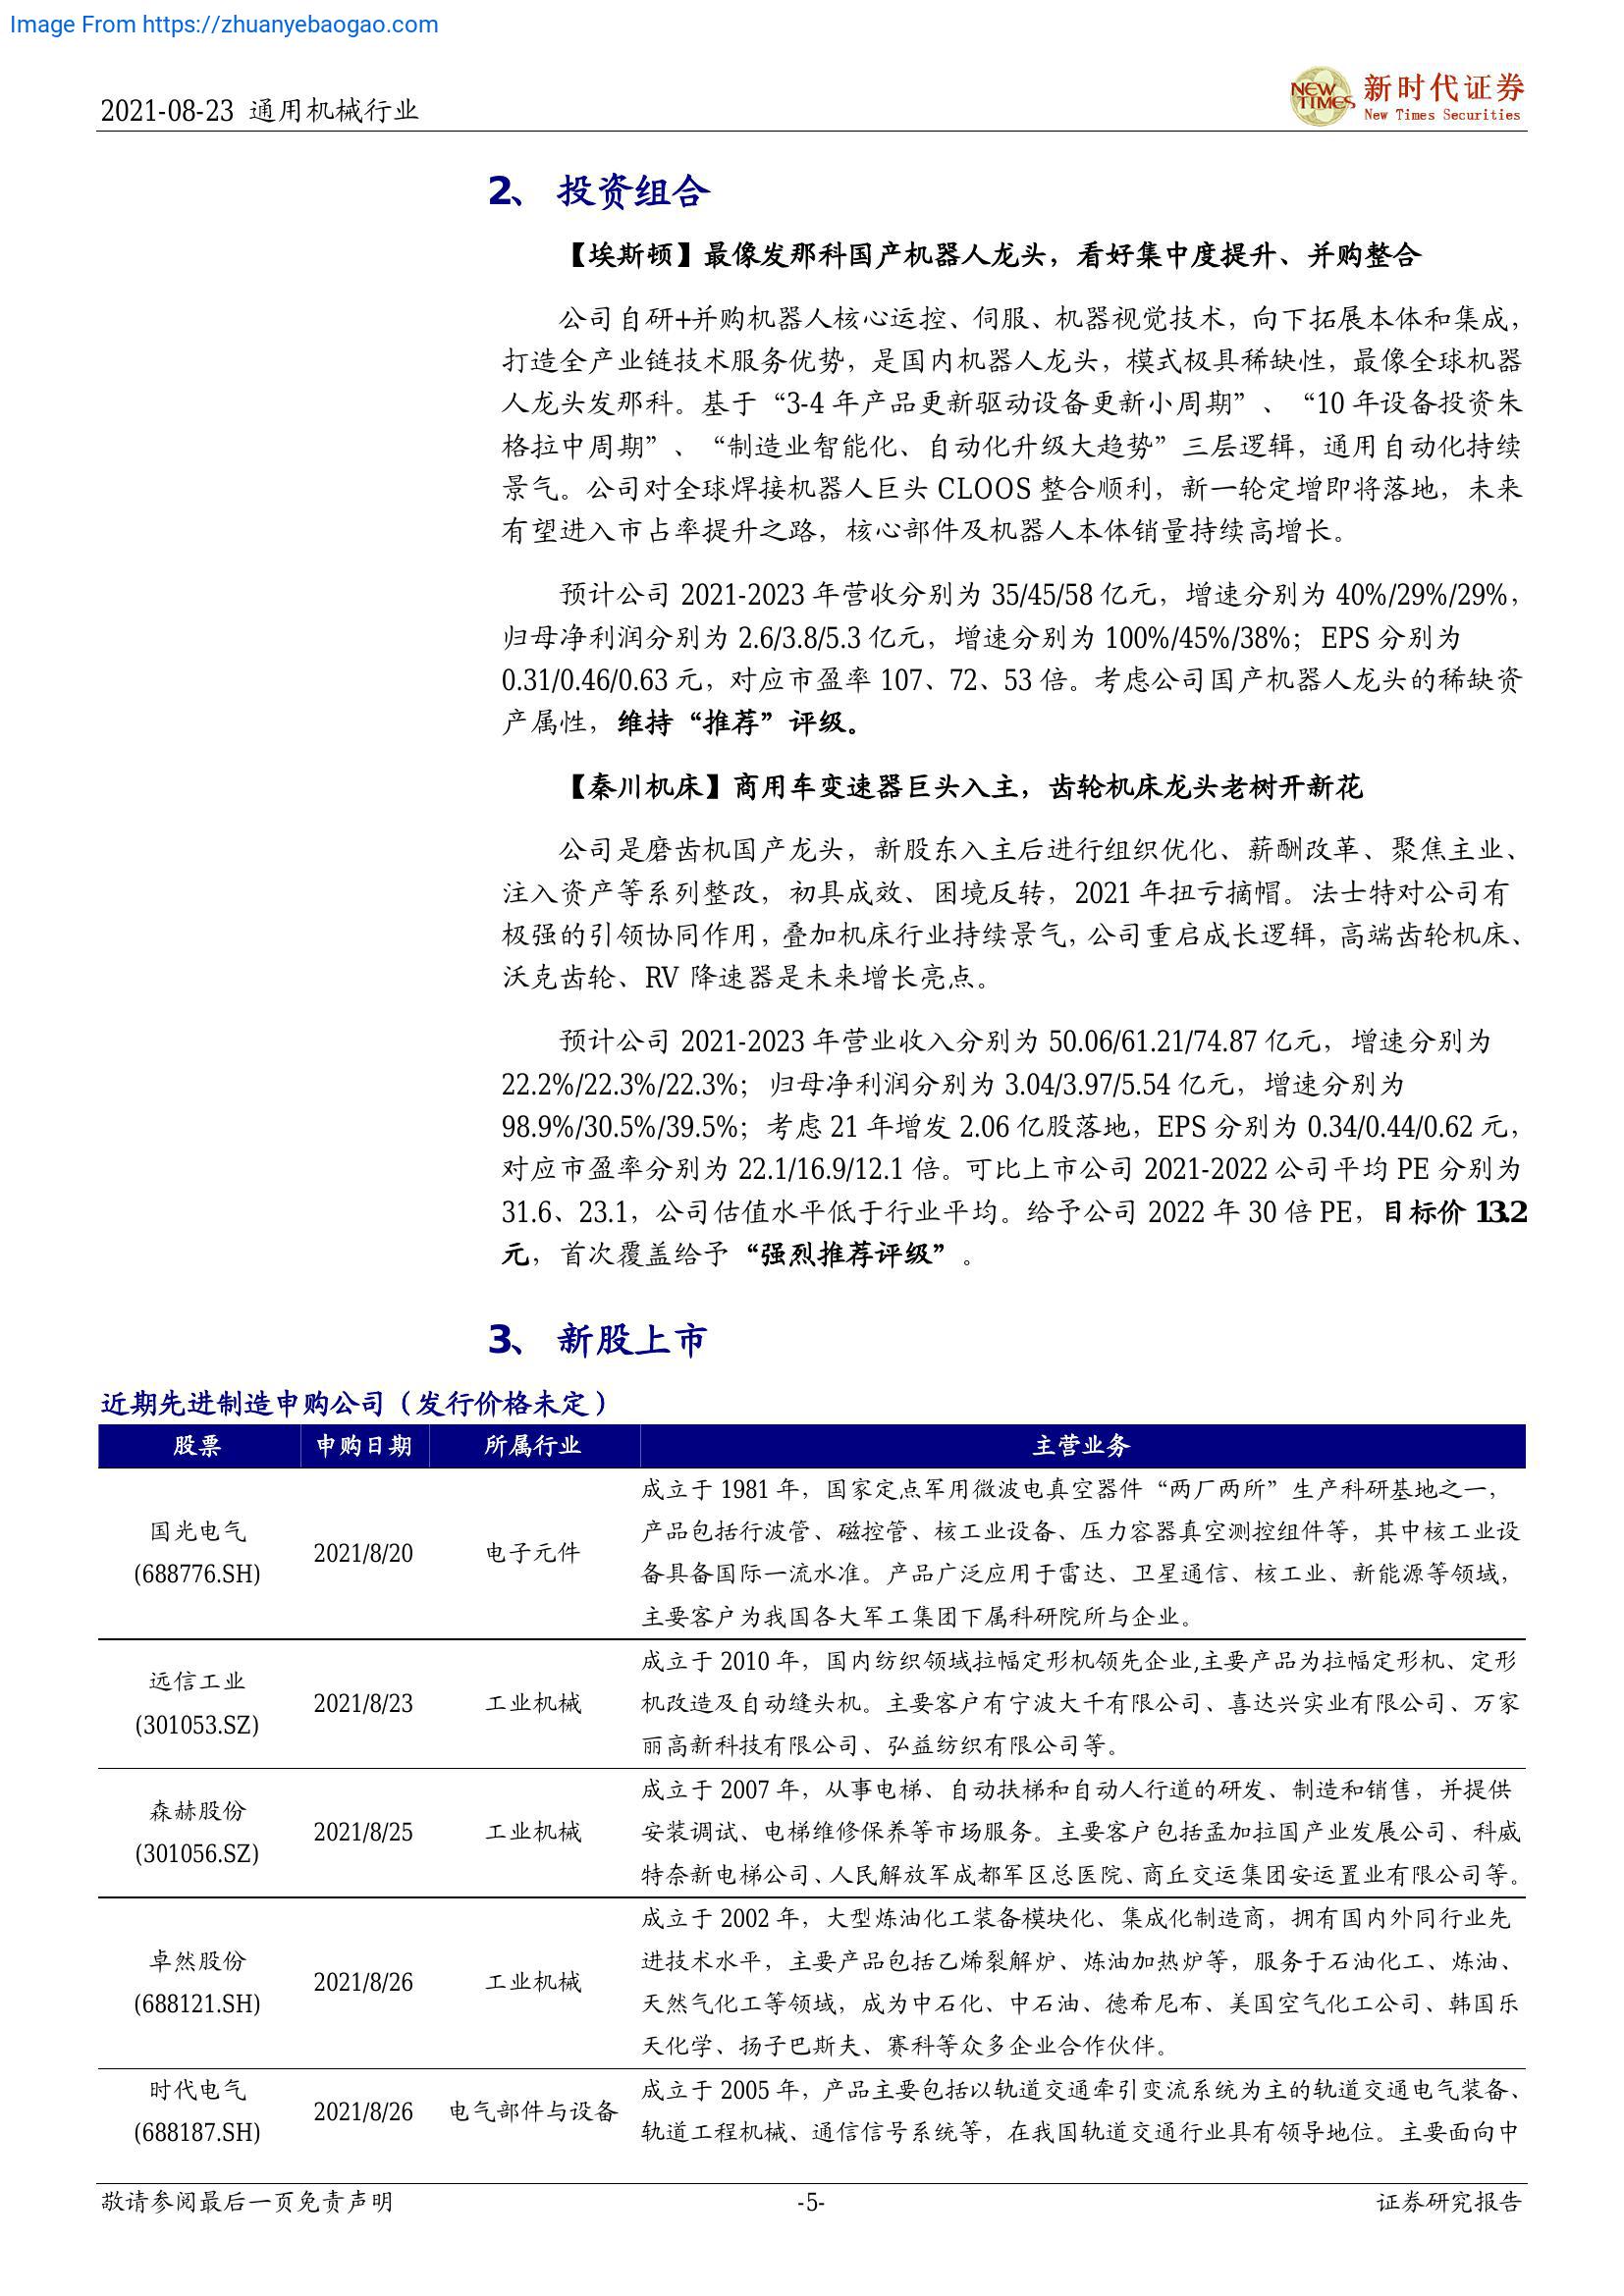 Image From https://zhuanyebaogao.com
2021-08-23 通用机械行业
NEW TIMES
新时代证券
New Times Securities
2、 投资组合
【埃斯顿】最像发那科国产机器人龙头，看好集中度提升、并购整合
公司自研+并购机器人核心运控、伺服、机器视觉技术，向下拓展本体和集成，
打造全产业链技术服务优势，是国内机器人龙头，模式极具稀缺性，最像全球机器
人龙头发那科。基于“3-4 年产品更新驱动设备更新小周期”、“10 年设备投资朱
格拉中周期”、“制造业智能化、自动化升级大趋势”三层逻辑，通用自动化持续
景气。公司对全球焊接机器人巨头 CLOOS 整合顺利，新一轮定增即将落地，未来
有望进入市占率提升之路，核心部件及机器人本体销量持续高增长。
预计公司 2021-2023 年营收分别为 35/45/58 亿元，增速分别为 40%/29%/29%，
归母净利润分别为 2.6/3.8/5.3 亿元，增速分别为 100%/45%/38%；EPS 分别为
0.31/0.46/0.63 元，对应市盈率 107、72、53 倍。考虑公司国产机器人龙头的稀缺资
产属性，维持“推荐”评级。
【秦川机床】商用车变速器巨头入主，齿轮机床龙头老树开新花
公司是磨齿机国产龙头，新股东入主后进行组织优化、薪酬改革、聚焦主业、
注入资产等系列整改，初具成效、困境反转，2021 年扭亏摘帽。法士特对公司有
极强的引领协同作用，叠加机床行业持续景气，公司重启成长逻辑，高端齿轮机床、
沃克齿轮、RV 降速器是未来增长亮点。
预计公司 2021-2023 年营业收入分别为 50.06/61.21/74.87 亿元，增速分别为
22.2%/22.3%/22.3%；归母净利润分别为 3.04/3.97/5.54 亿元，增速分别为
98.9%/30.5%/39.5%；考虑 21 年增发 2.06 亿股落地，EPS 分别为 0.34/0.44/0.62 元，
对应市盈率分别为 22.1/16.9/12.1 倍。可比上市公司 2021-2022 公司平均 PE 分别为
31.6、23.1，公司估值水平低于行业平均。给予公司 2022 年 30 倍 PE，目标价 13.2
元，首次覆盖给予“强烈推荐评级”。
3、 新股上市
近期先进制造申购公司（发行价格未定）
股票 申购日期 所属行业 主营业务
国光电气
(688776.SH)
2021/8/20
电子元件
成立于 1981 年，国家定点军用微波电真空器件“两厂两所”生产科研基地之一，
产品包括行波管、磁控管、核工业设备、压力容器真空测控组件等，其中核工业设
备具备国际一流水准。产品广泛应用于雷达、卫星通信、核工业、新能源等领域，
主要客户为我国各大军工集团下属科研院所与企业。
远信工业
(301053.SZ)
2021/8/23
工业机械
成立于 2010 年，国内纺织领域拉幅定形机领先企业,主要产品为拉幅定形机、定形
机改造及自动缝头机。主要客户有宁波大千有限公司、喜达兴实业有限公司、万家
丽高新科技有限公司、弘益纺织有限公司等。
森赫股份
(301056.SZ)
2021/8/25
工业机械
成立于 2007 年，从事电梯、自动扶梯和自动人行道的研发、制造和销售，并提供
安装调试、电梯维修保养等市场服务。主要客户包括孟加拉国产业发展公司、科威
特奈新电梯公司、人民解放军成都军区总医院、商丘交运集团安运置业有限公司等。
卓然股份
(688121.SH)
2021/8/26
工业机械
成立于 2002 年，大型炼油化工装备模块化、集成化制造商，拥有国内外同行业先
进技术水平，主要产品包括乙烯裂解炉、炼油加热炉等，服务于石油化工、炼油、
天然气化工等领域，成为中石化、中石油、德希尼布、美国空气化工公司、韩国乐
天化学、扬子巴斯夫、赛科等众多企业合作伙伴。
时代电气
(688187.SH)
2021/8/26
电气部件与设备
成立于 2005 年，产品主要包括以轨道交通牵引变流系统为主的轨道交通电气装备、
轨道工程机械、通信信号系统等，在我国轨道交通行业具有领导地位。主要面向中
敬请参阅最后一页免责声明
-5-
证券研究报告